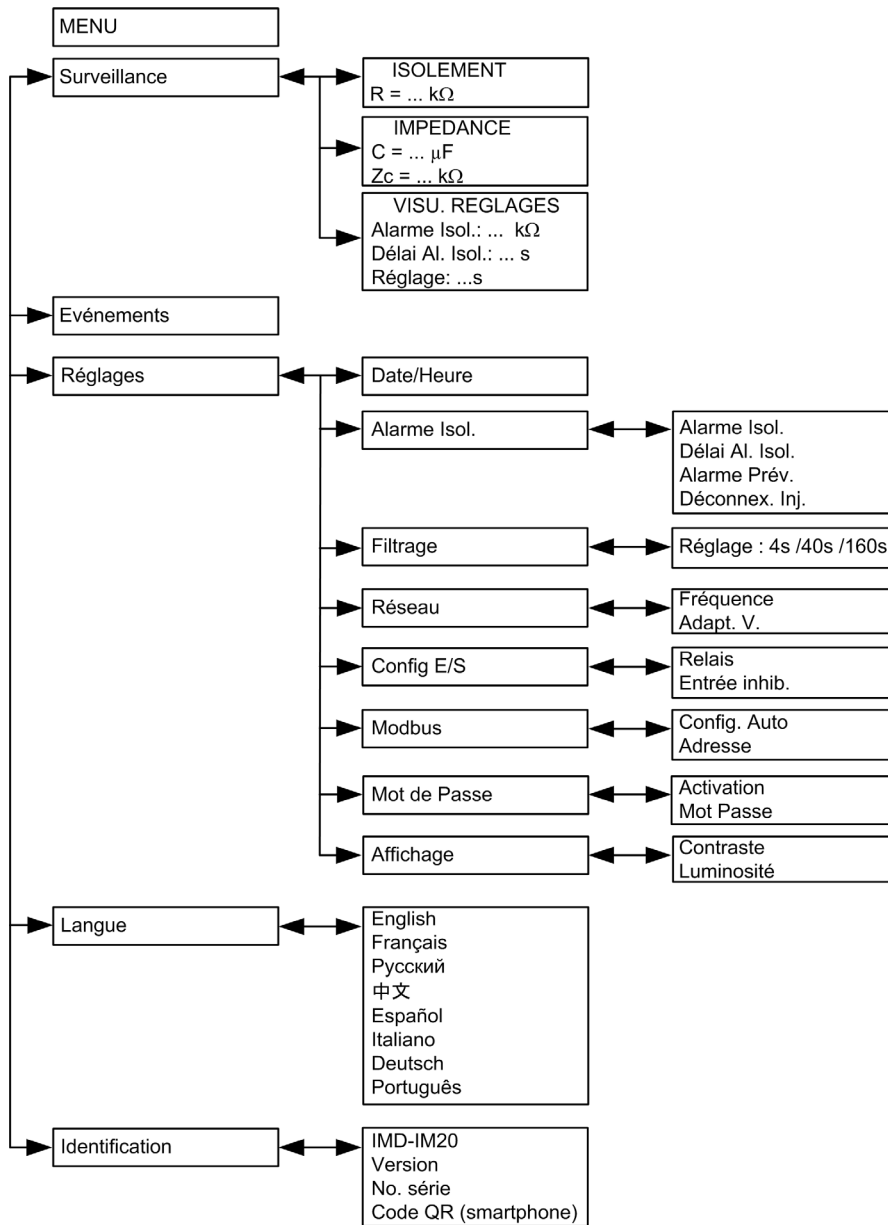 MENU
Surveillance
ISOLEMENT
R = ... kΩ
IMPEDANCE
C = ... μF
Zc = ... kΩ
VISU. REGLAGES
Alarme Isol.: ... kΩ
Délai Al. Isol.: ... s
Réglage: ...s
Evénements
Réglages
Date/Heure
Alarme Isol.
Alarme Isol.
Délai Al. Isol.
Alarme Prév.
Déconnex. Inj.
Filtrage
Réglage : 4s /40s /160s
Réseau
Fréquence
Adapt. V.
Config E/S
Relais
Entrée inhib.
Modbus
Config. Auto
Adresse
Mot de Passe
Activation
Mot Passe
Affichage
Contraste
Luminosité
Langue
English
Français
Русский
中文
Español
Italiano
Deutsch
Português
Identification
IMD-IM20
Version
No. série
Code QR (smartphone)